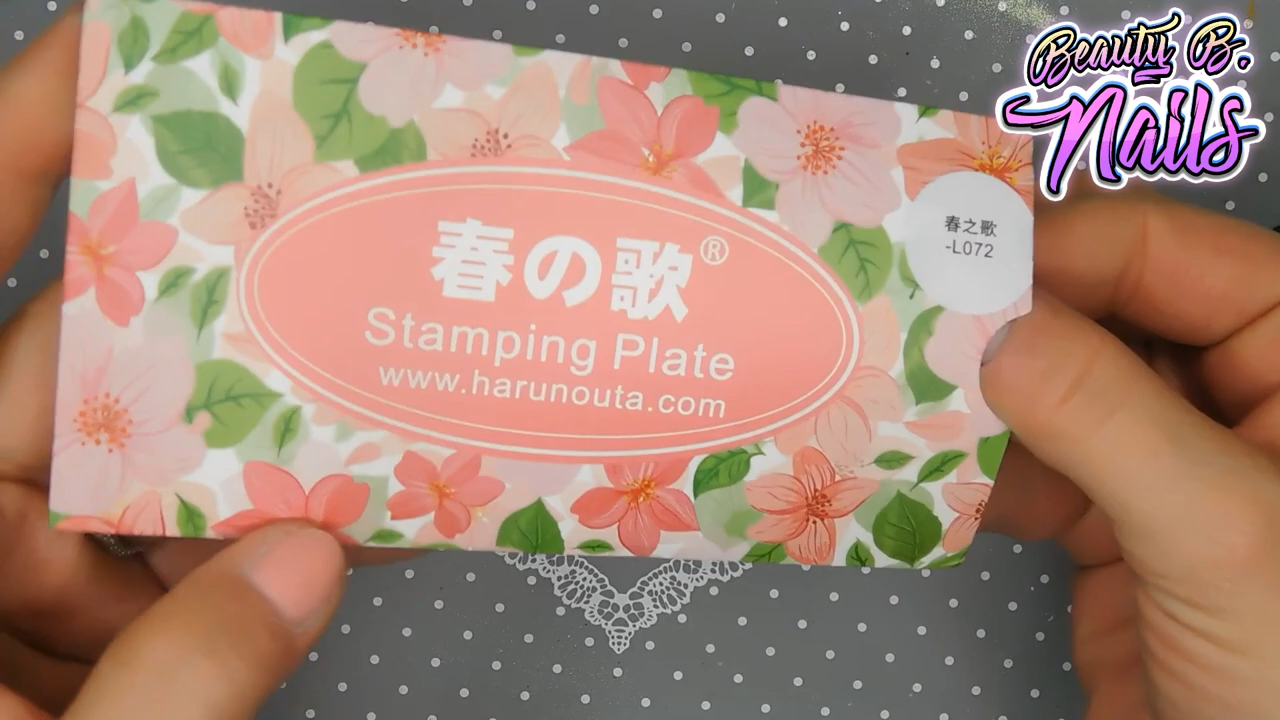 Beauty B.
Nails
春の歌®
Stamping Plate
www.harunouta.com
春之歌
-L072